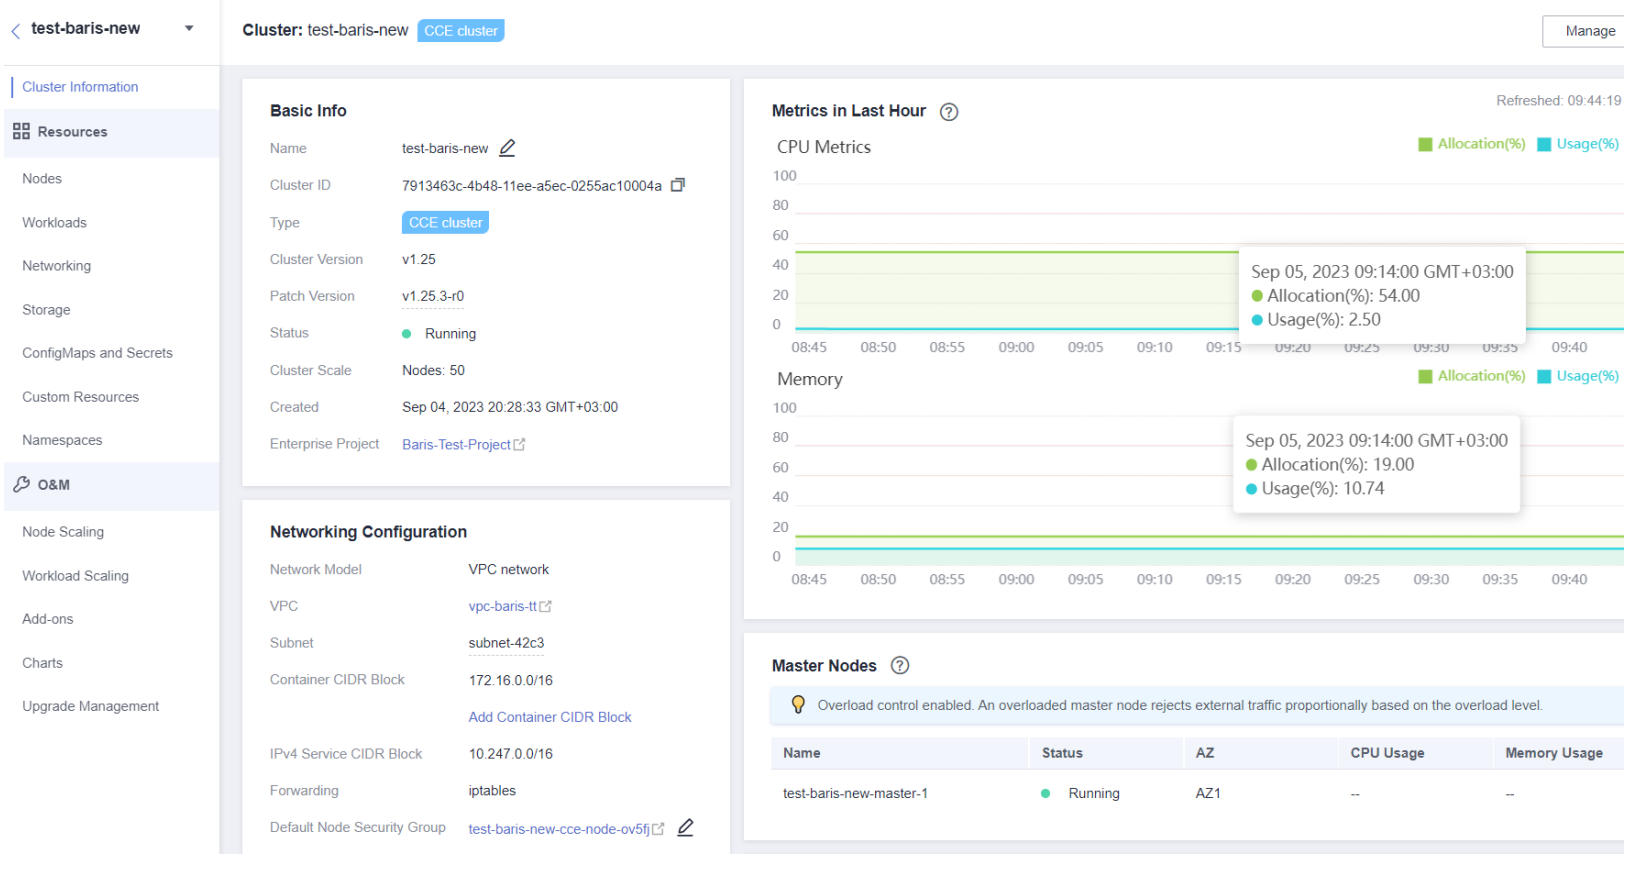 test-baris-new
Cluster: test-baris-new CCE cluster
Manage
Cluster Information
Resources
Nodes
Workloads
Networking
Storage
ConfigMaps and Secrets
Custom Resources
Namespaces
O&M
Node Scaling
Workload Scaling
Add-ons
Charts
Upgrade Management
Basic Info
Name test-baris-new
Cluster ID 7913463c-4b48-11ee-a5ec-0255ac10004a
Type CCE cluster
Cluster Version v1.25
Patch Version v1.25.3-r0
Status Running
Cluster Scale Nodes: 50
Created Sep 04, 2023 20:28:33 GMT+03:00
Enterprise Project Baris-Test-Project
Networking Configuration
Network Model VPC network
VPC vpc-baris-tt
Subnet subnet-42c3
Container CIDR Block 172.16.0.0/16
Add Container CIDR Block
IPv4 Service CIDR Block 10.247.0.0/16
Forwarding iptables
Default Node Security Group test-baris-new-cce-node-ov5fj
Metrics in Last Hour ?
Refreshed: 09:44:19
CPU Metrics
Allocation(%) Usage(%)
100
80
60
40
20
0
Sep 05, 2023 09:14:00 GMT+03:00
Allocation(%): 54.00
Usage(%): 2.50
08:45 08:50 08:55 09:00 09:05 09:10 09:15 09:20 09:25 09:30 09:35 09:40
Memory
Allocation(%) Usage(%)
100
80
60
40
20
0
Sep 05, 2023 09:14:00 GMT+03:00
Allocation(%): 19.00
Usage(%): 10.74
08:45 08:50 08:55 09:00 09:05 09:10 09:15 09:20 09:25 09:30 09:35 09:40
Master Nodes ?
Overload control enabled. An overloaded master node rejects external traffic proportionally based on the overload level.
Name Status AZ CPU Usage Memory Usage
test-baris-new-master-1 Running AZ1 -- --